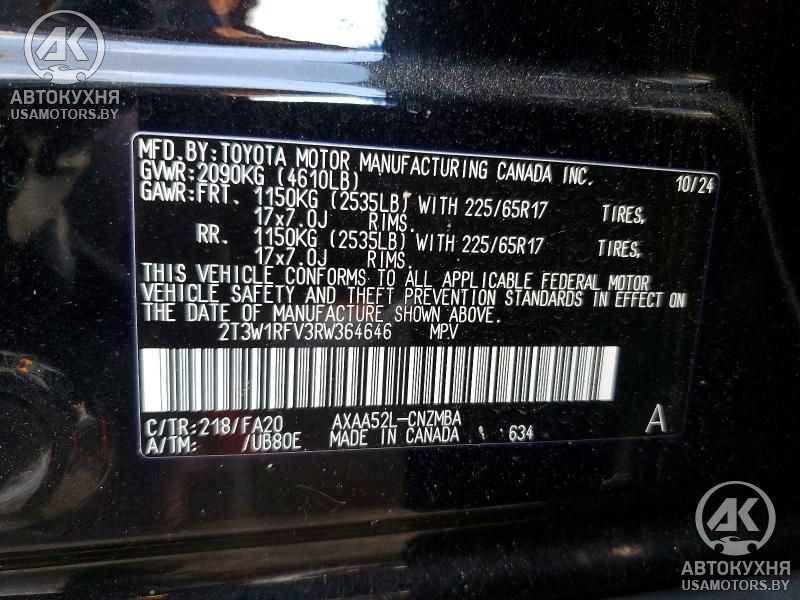 AK
АВТОКУХНЯ
USAMOTORS.BY
MFD.BY:TOYOTA MOTOR MANUFACTURING CANADA INC.
GVWR:2090KG (4610LB) 10/24
GAWR:FRT. 1150KG (2535LB) WITH 225/65R17 TIRES,
17x7.0J RIMS.
RR. 1150KG (2535LB) WITH 225/65R17 TIRES,
17x7.0J RIMS.
THIS VEHICLE CONFORMS TO ALL APPLICABLE FEDERAL MOTOR
VEHICLE SAFETY AND THEFT PREVENTION STANDARDS IN EFFECT ON
THE DATE OF MANUFACTURE SHOWN ABOVE.
2T3W1RFV3RW364646 MPV
C/TR:218/FA20 AXAA52L-CNZMBA A
A/TM: /UB80E MADE IN CANADA 634
AK
АВТОКУХНЯ
USAMOTORS.BY